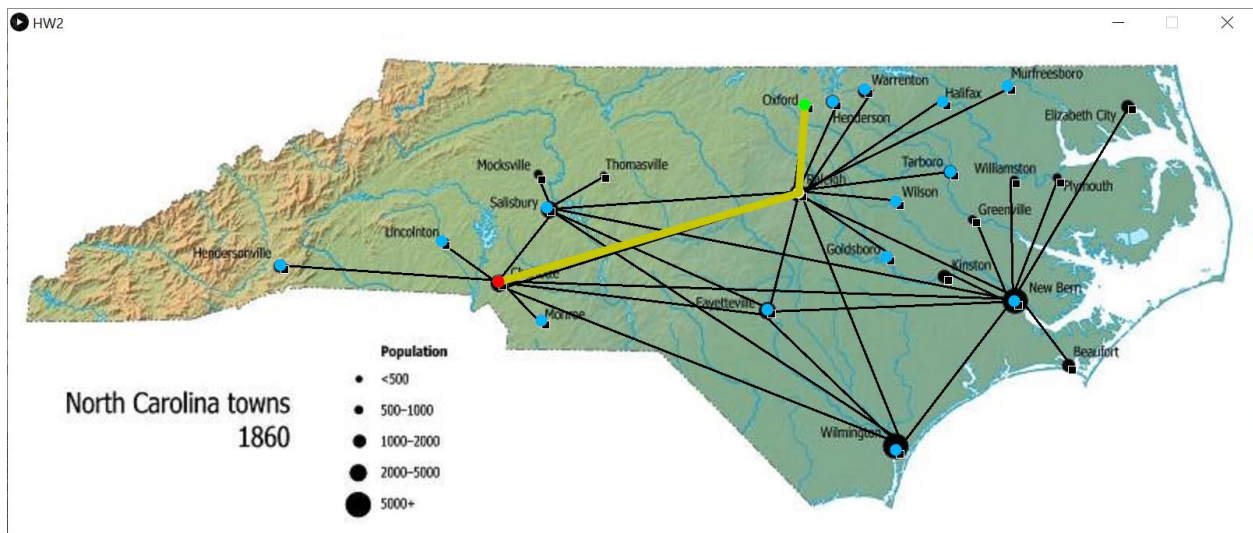 HW2
Murfreesboro
Warrenton
Oxford
Halifax
Elizabeth City
Henderson
Mocksville
Thomasville
Tarboro
Williamston
Raleigh
Plymouth
Wilson
Salisbury
Greenville
Lincolnton
Goldsboro
Hendersonville
Kinston
Charlotte
New Bern
Fayetteville
Monroe
Beaufort
Population
<500
North Carolina towns
500–1000
1860
Wilmington
1000–2000
2000–5000
5000+